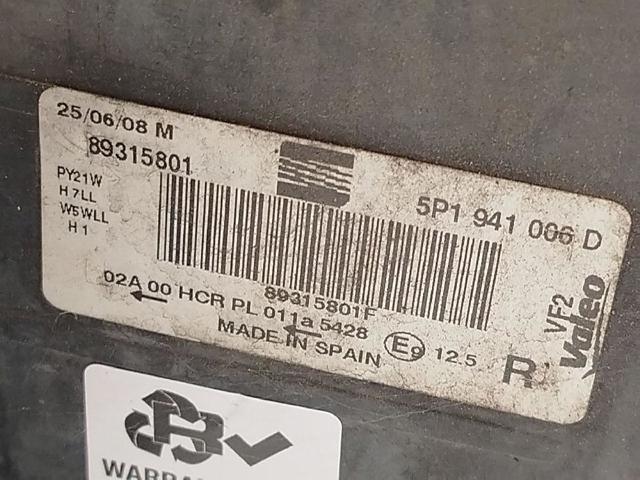 25/06/08 M
89315801
PY21W
H7LL
W5WLL
H1
5P1 941 006 D
89315801F
02A 00 HCR PL 011a 5428
MADE IN SPAIN
E9 12.5
R
VF2
Valeo
R